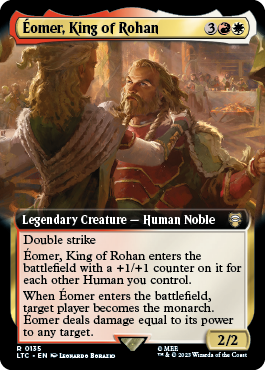 Éomer, King of Rohan 3
Legendary Creature — Human Noble
Double strike
Éomer, King of Rohan enters the
battlefield with a +1/+1 counter on it for
each other Human you control.
When Éomer enters the battlefield,
target player becomes the monarch.
Éomer deals damage equal to its power
to any target.
2/2
R 0135
LTC • EN Leonardo Borazio
© MEE
™ & © 2023 Wizards of the Coast